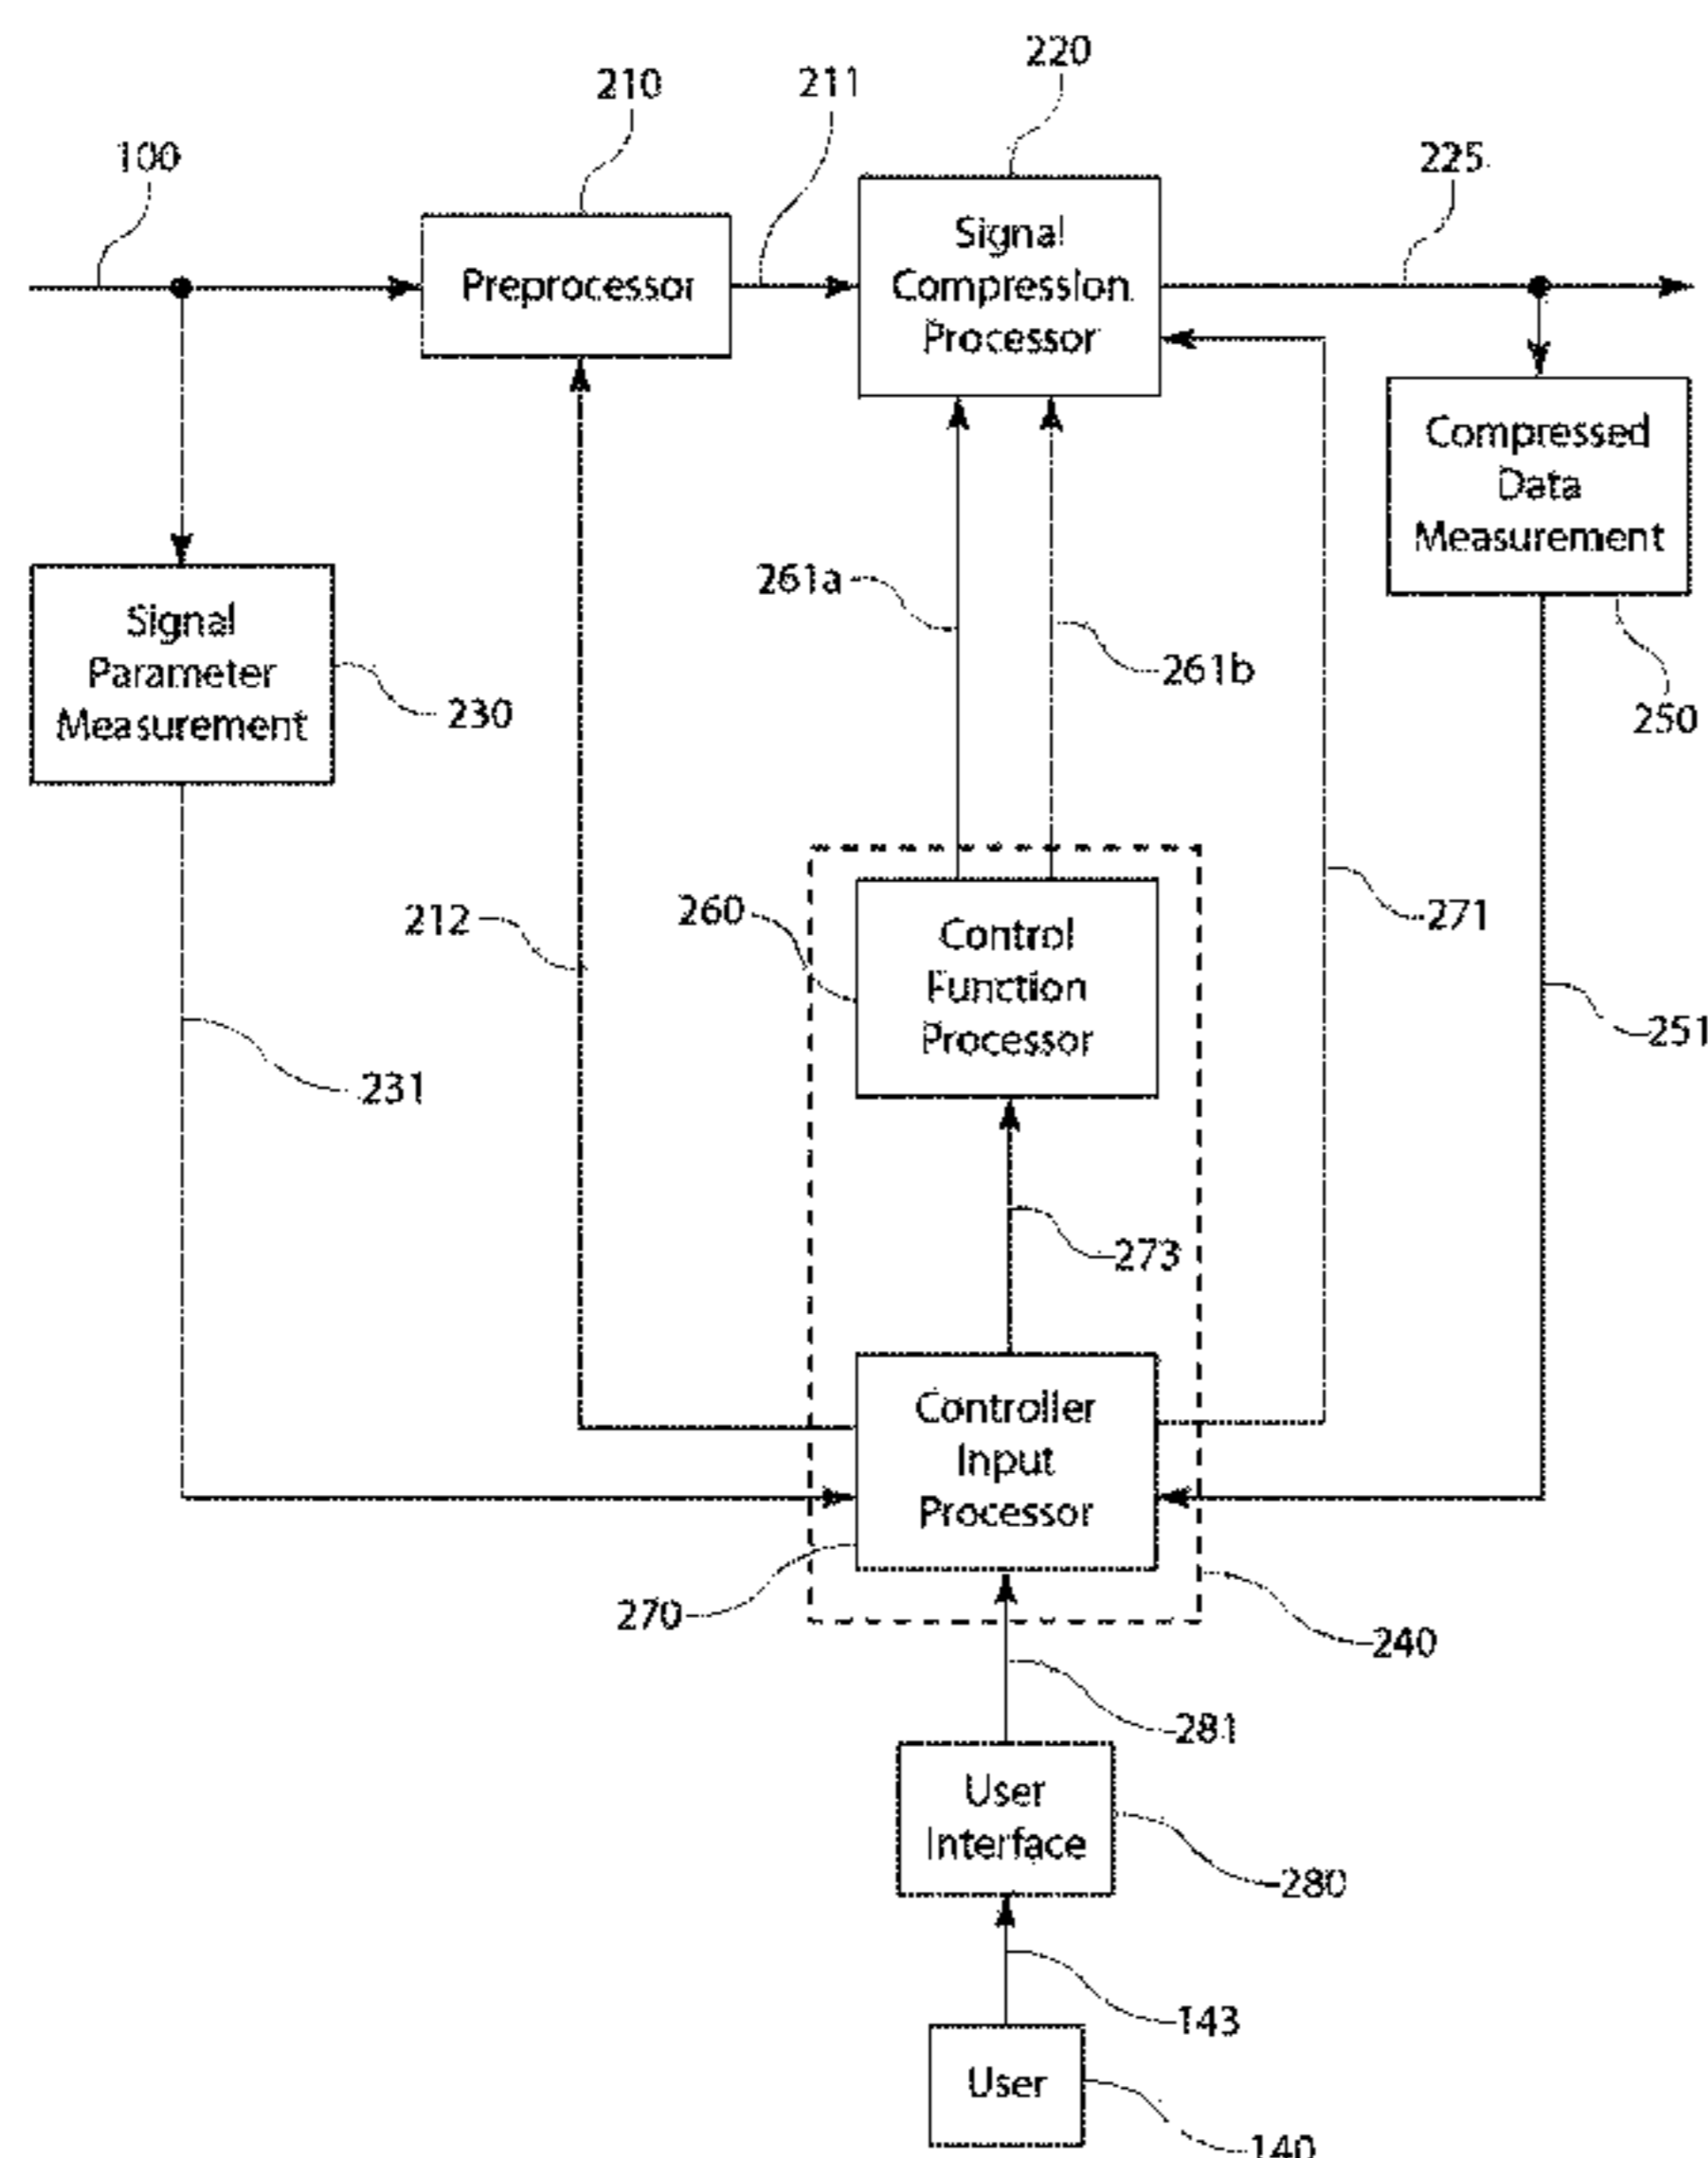 220
210
211
100
225
Signal
Compression
Processor
Preprocessor
Compressed
Data
Measurement
261a
Signal
Parameter
Measurement
261b
230
250
260
212
271
Control
Function
Processor
251
231
273
Controller
Input
Processor
270
240
281
User
Interface
280
143
User
140